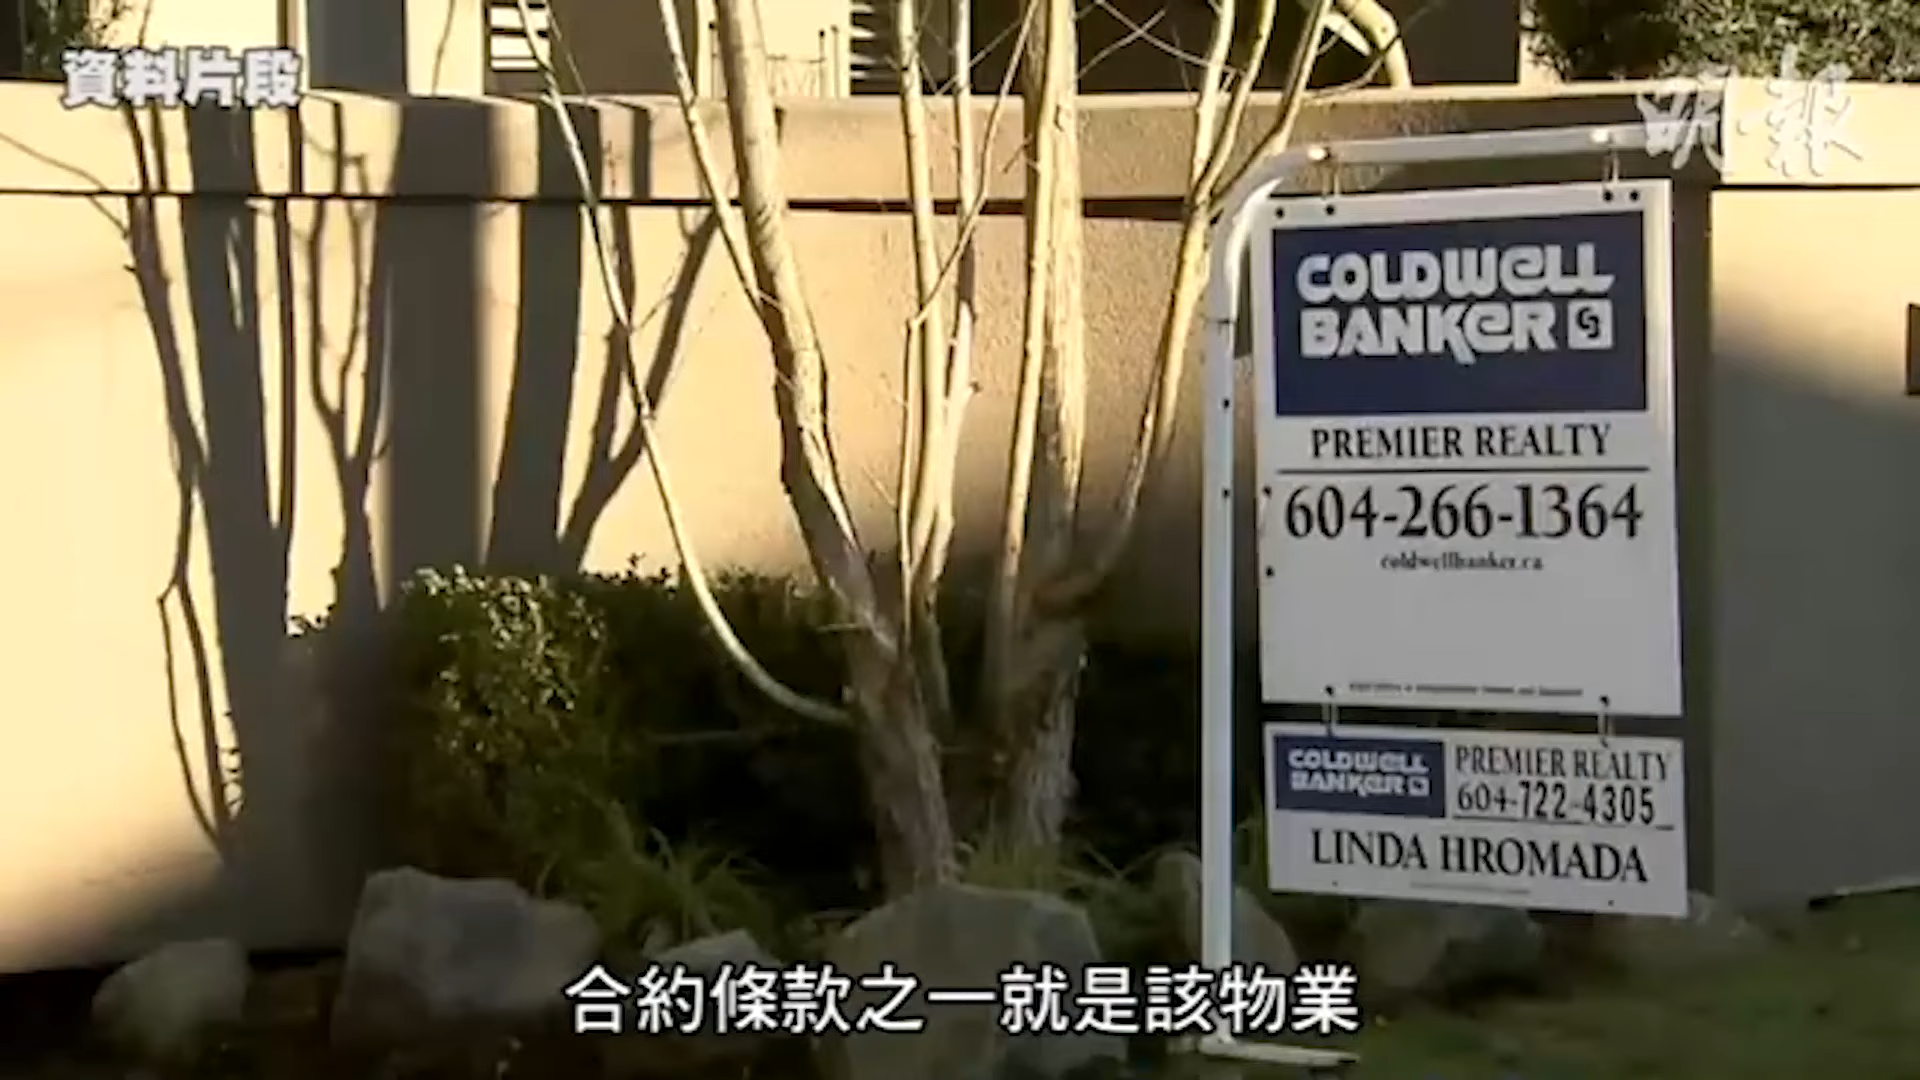 資料片段
明報
COLDWELL
BANKER
PREMIER REALTY
604-266-1364
coldwellbanker.ca
COLDWELL
BANKER
PREMIER REALTY
604-722-4305
LINDA HROMADA
合約條款之一就是該物業